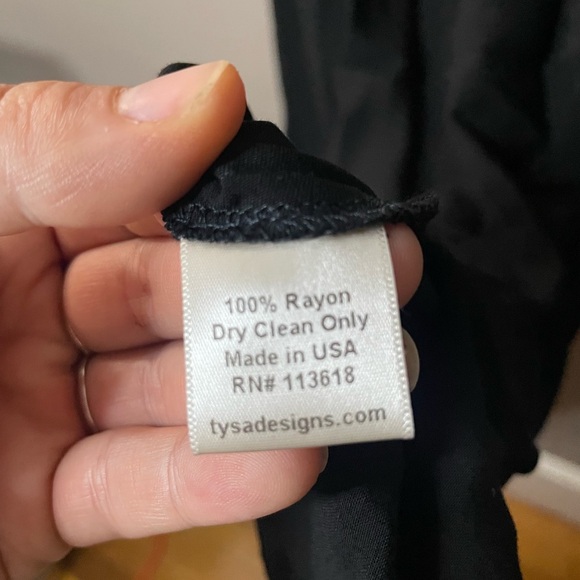 100% Rayon
Dry Clean Only
Made in USA
RN# 113618
tysadesigns.com